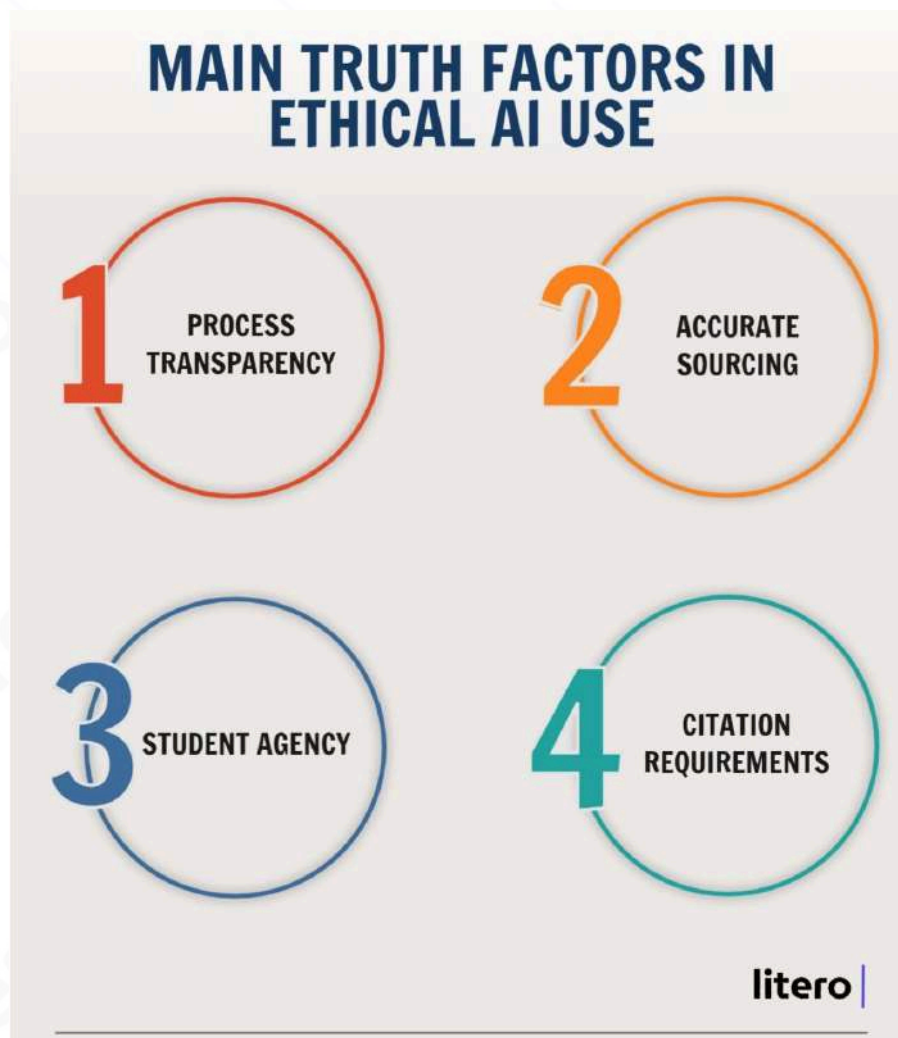 MAIN TRUTH FACTORS IN
ETHICAL AI USE
1
PROCESS
TRANSPARENCY
2
ACCURATE
SOURCING
3
STUDENT AGENCY
4
CITATION
REQUIREMENTS
litero